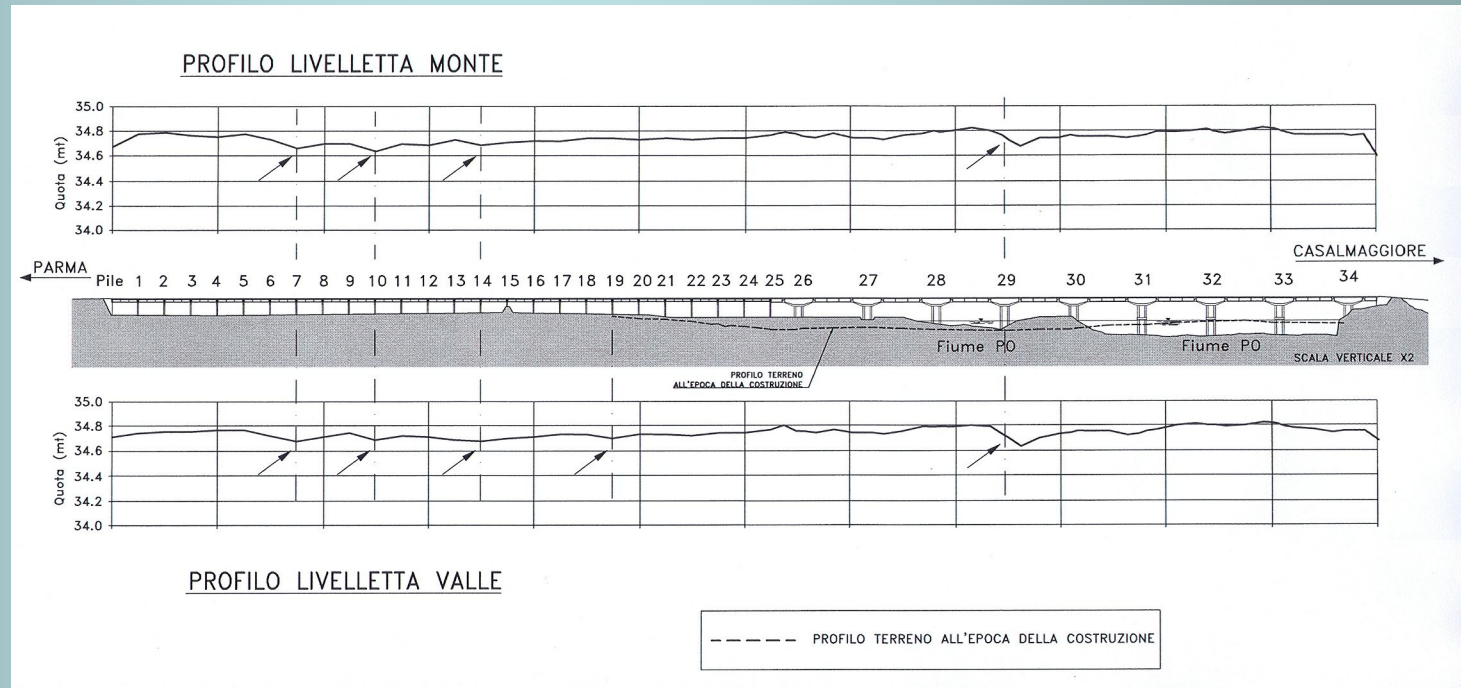 PROFILO LIVELLETTA MONTE
35.0
34.8
34.6
34.4
34.2
34.0
Quota (mt)
PARMA
CASALMAGGIORE
Pile 1 2 3 4 5 6 7 8 9 10 11 12 13 14 15 16 17 18 19 20 21 22 23 24 25 26 27 28 29 30 31 32 33 34
Fiume PO
Fiume PO
SCALA VERTICALE X2
PROFILO TERRENO
ALL'EPOCA DELLA COSTRUZIONE
35.0
34.8
34.6
34.4
34.2
34.0
Quota (mt)
PROFILO LIVELLETTA VALLE
PROFILO TERRENO ALL'EPOCA DELLA COSTRUZIONE